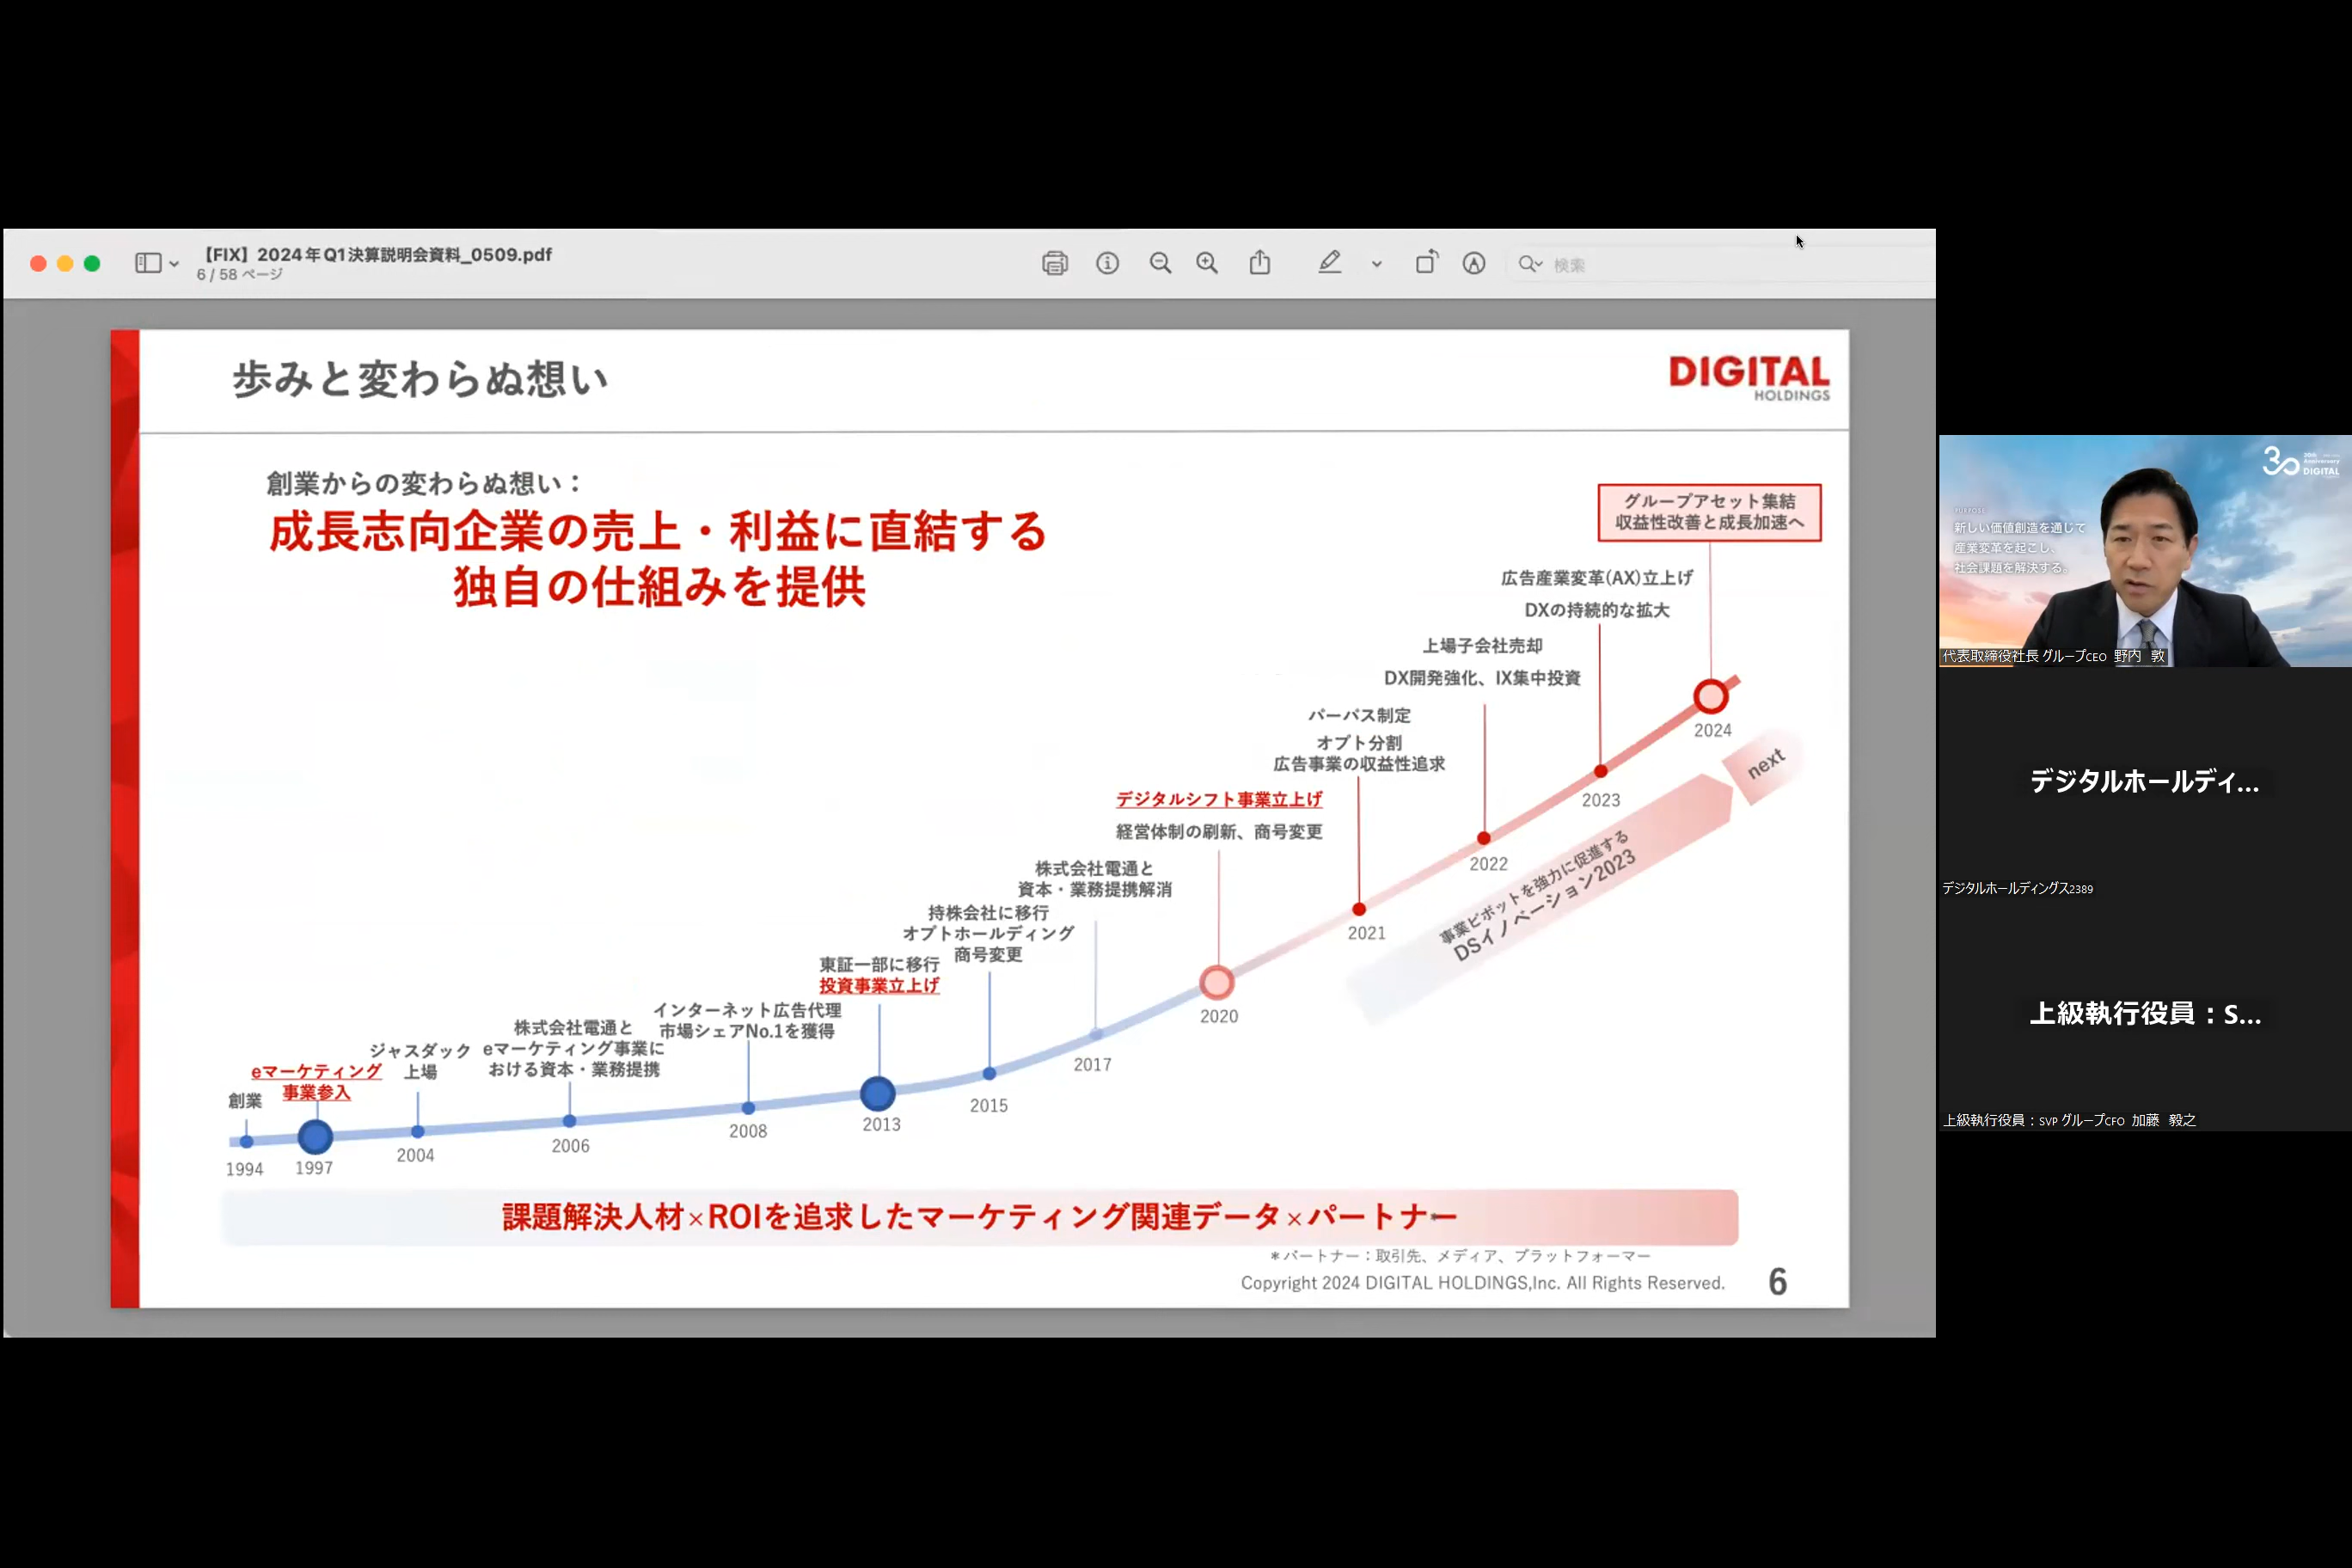 【FIX】2024年Q1決算説明会資料_0509.pdf
6 / 58 ページ
検索
歩みと変わらぬ想い
DIGITAL
HOLDINGS
創業からの変わらぬ想い：
成長志向企業の売上・利益に直結する
独自の仕組みを提供
グループアセット集結
収益性改善と成長加速へ
広告産業変革(AX)立上げ
DXの持続的な拡大
上場子会社売却
DX開発強化、IX集中投資
パーパス制定
オプト分割
広告事業の収益性追求
デジタルシフト事業立上げ
経営体制の刷新、商号変更
株式会社電通と
資本・業務提携解消
持株会社に移行
オプトホールディング
商号変更
東証一部に移行
投資事業立上げ
インターネット広告代理
市場シェアNo.1を獲得
株式会社電通と
eマーケティング事業に
おける資本・業務提携
ジャスダック
上場
eマーケティング
事業参入
創業
1994
1997
2004
2006
2008
2013
2015
2017
2020
2021
2022
2023
2024
事業ピボットを強力に促進する
DSイノベーション2023
next
課題解決人材×ROIを追求したマーケティング関連データ×パートナー
＊パートナー：取引先、メディア、プラットフォーマー
Copyright 2024 DIGITAL HOLDINGS,Inc. All Rights Reserved.
6
30th
Anniversary
DIGITAL
PURPOSE
新しい価値創造を通じて
産業変革を起こし、
社会課題を解決する。
代表取締役社長 グループCEO 野内 敦
デジタルホールディ...
デジタルホールディングス2389
上級執行役員：S...
上級執行役員：SVP グループCFO 加藤 毅之